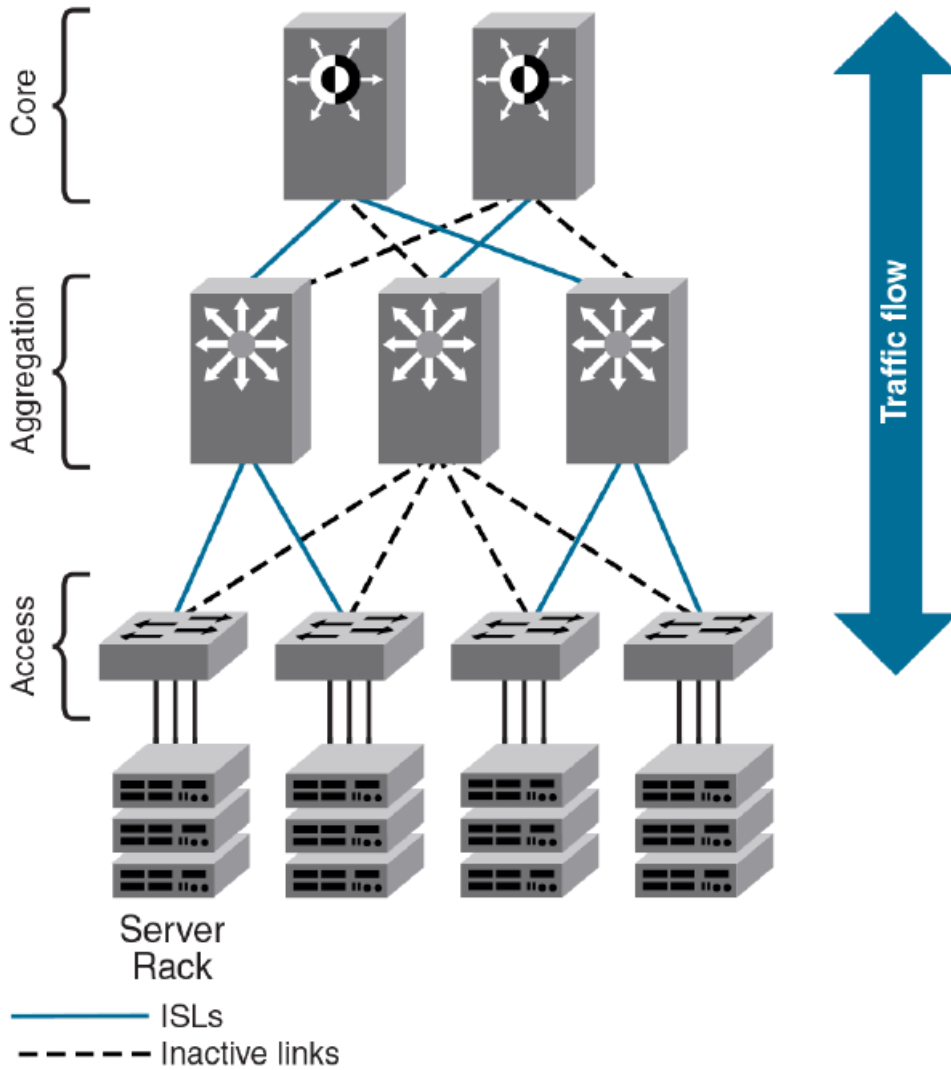 Core
Aggregation
Access
Traffic flow
Server
Rack
ISLs
Inactive links